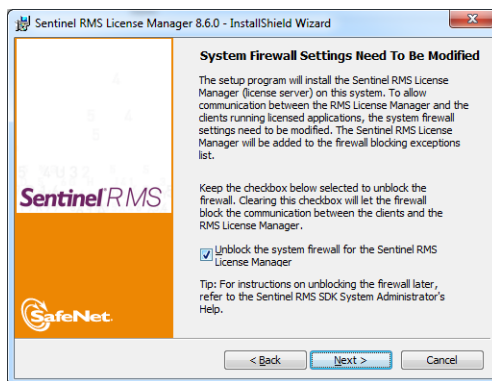 Sentinel RMS License Manager 8.6.0 - InstallShield Wizard
System Firewall Settings Need To Be Modified
The setup program will install the Sentinel RMS License
Manager (license server) on this system. To allow
communication between the RMS License Manager and the
clients running licensed applications, the system firewall
settings need to be modified. The Sentinel RMS License
Manager will be added to the firewall blocking exceptions
list.
Keep the checkbox below selected to unblock the
firewall. Clearing this checkbox will let the firewall
block the communication between the clients and the
RMS License Manager.
Sentinel RMS
Unblock the system firewall for the Sentinel RMS
License Manager
Tip: For instructions on unblocking the firewall later,
refer to the Sentinel RMS SDK System Administrator's
Help.
SafeNet.
< Back
Next >
Cancel